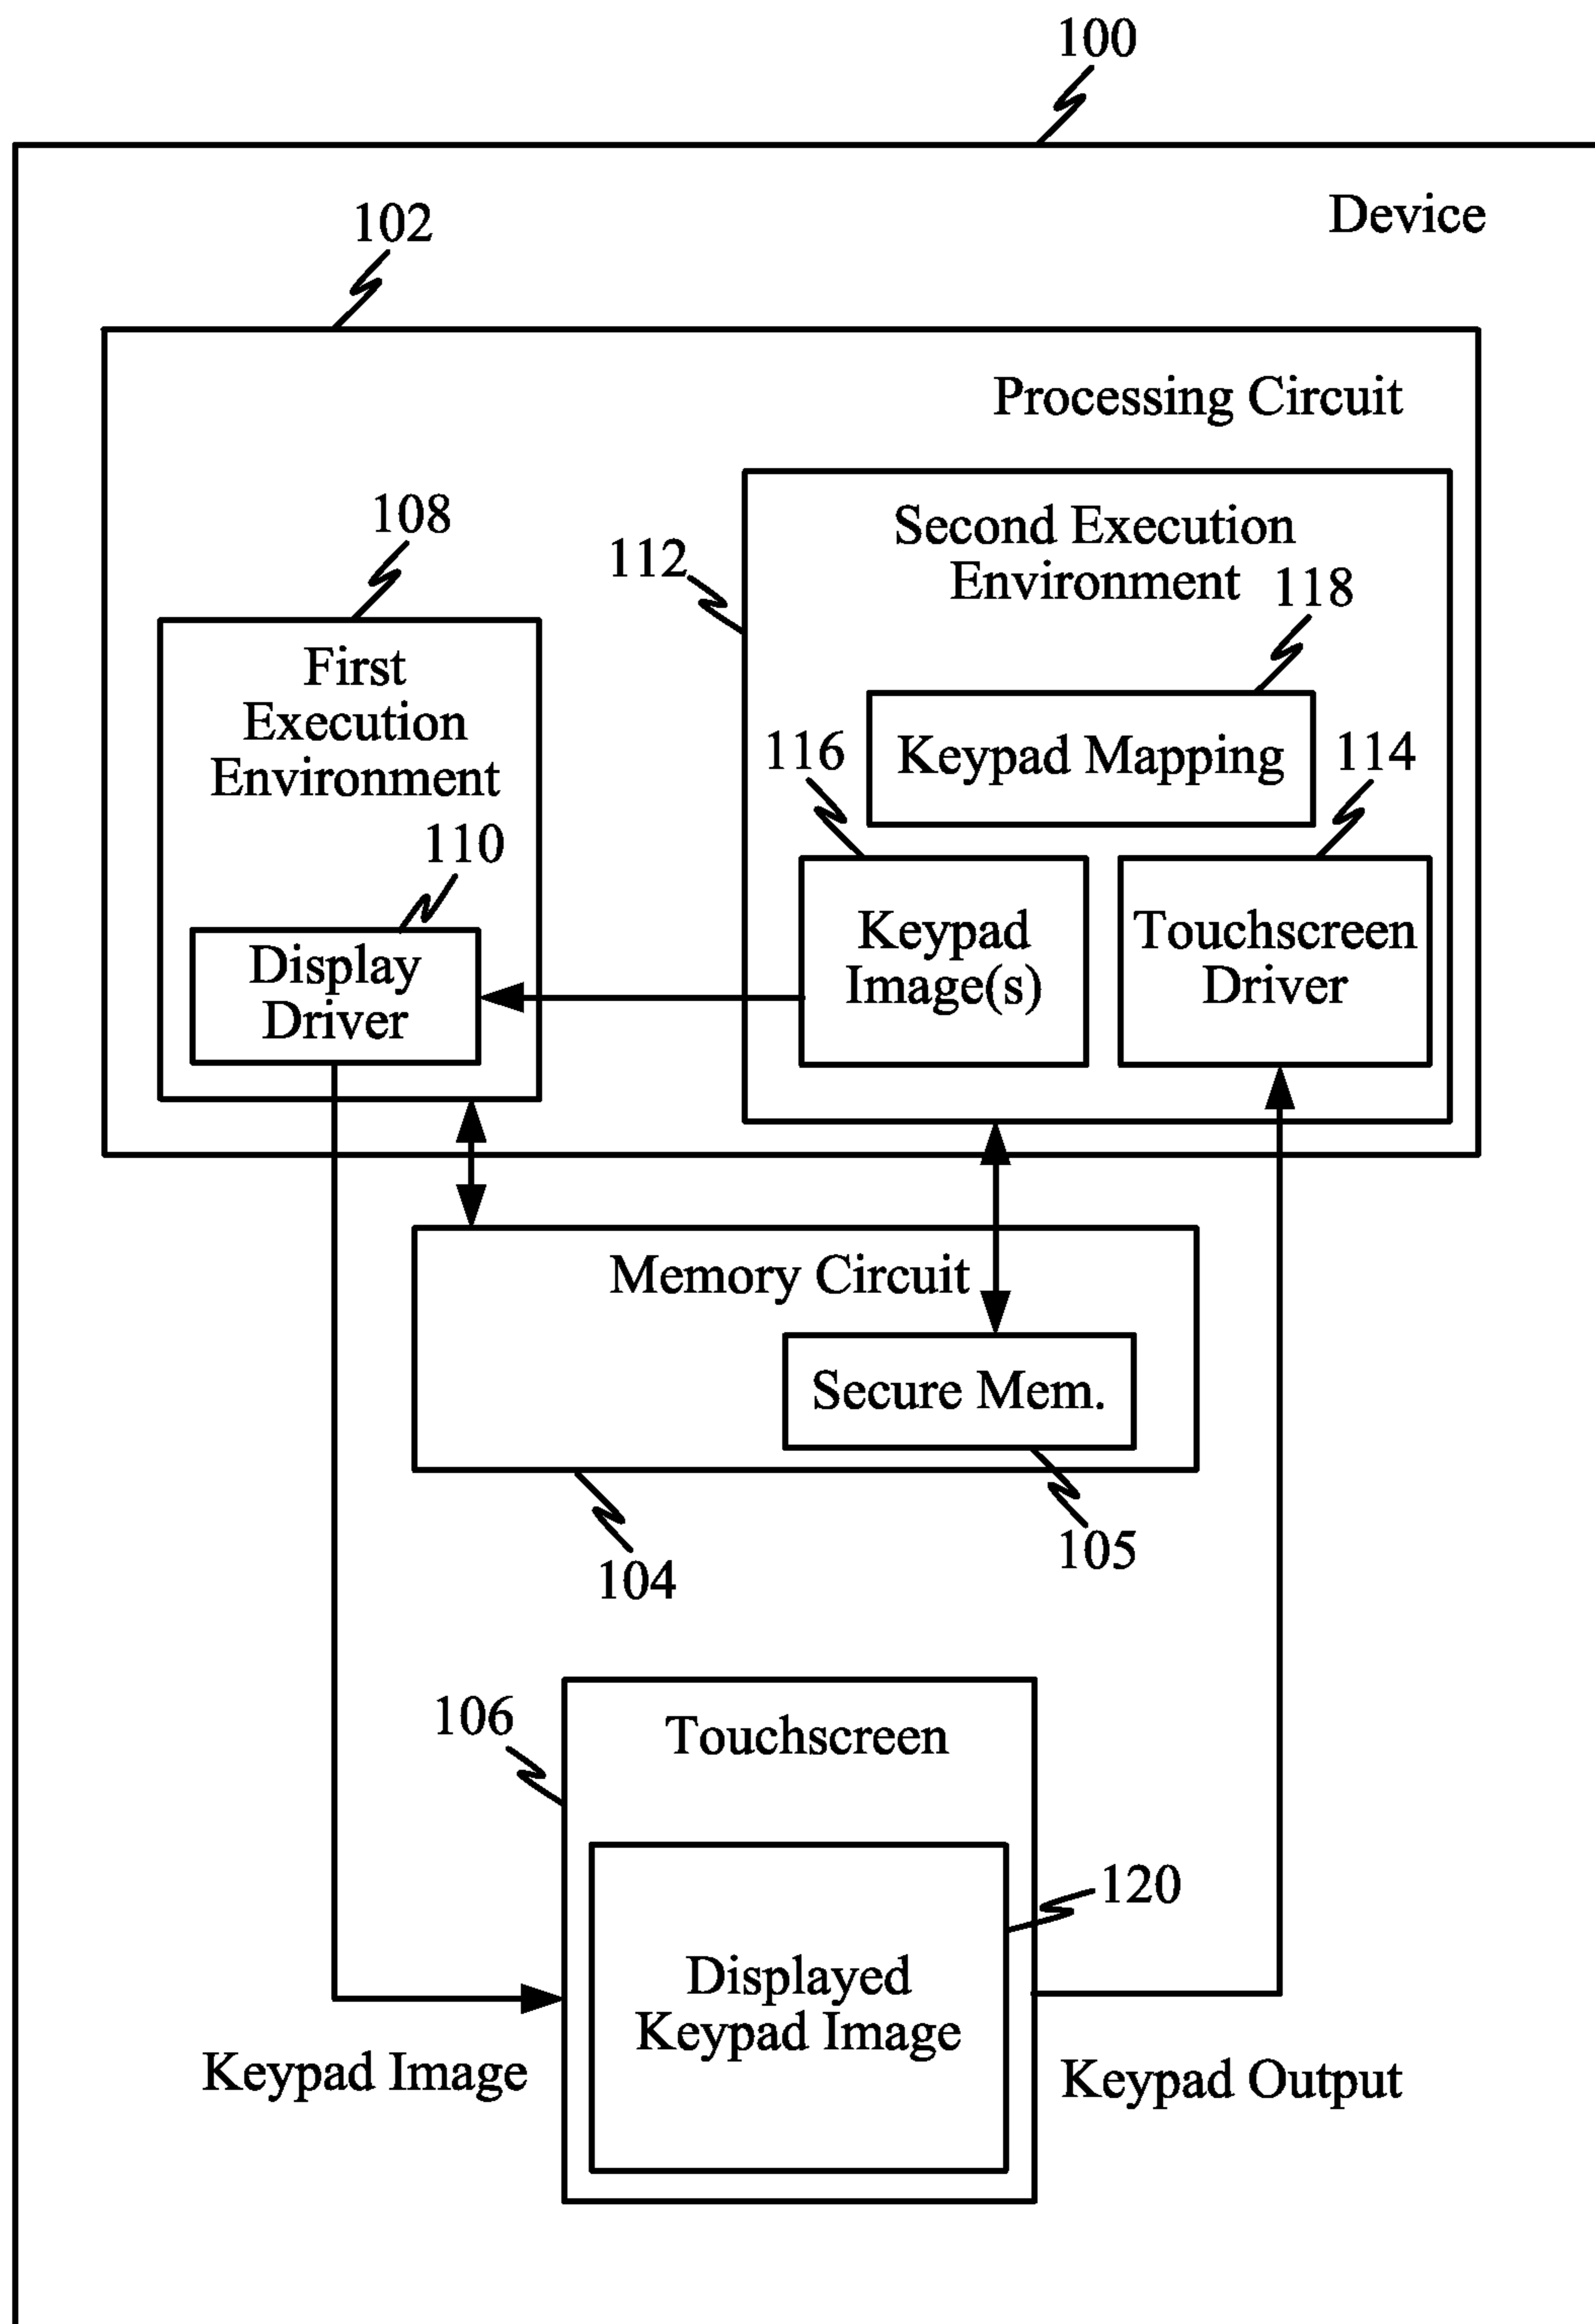 100
Device
102
Processing Circuit
108
First
Execution
Environment
110
Display
Driver
112
Second Execution
Environment
118
Keypad Mapping
116
Keypad
Image(s)
114
Touchscreen
Driver
Memory Circuit
Secure Mem.
104
105
106
Touchscreen
120
Displayed
Keypad Image
Keypad Image
Keypad Output